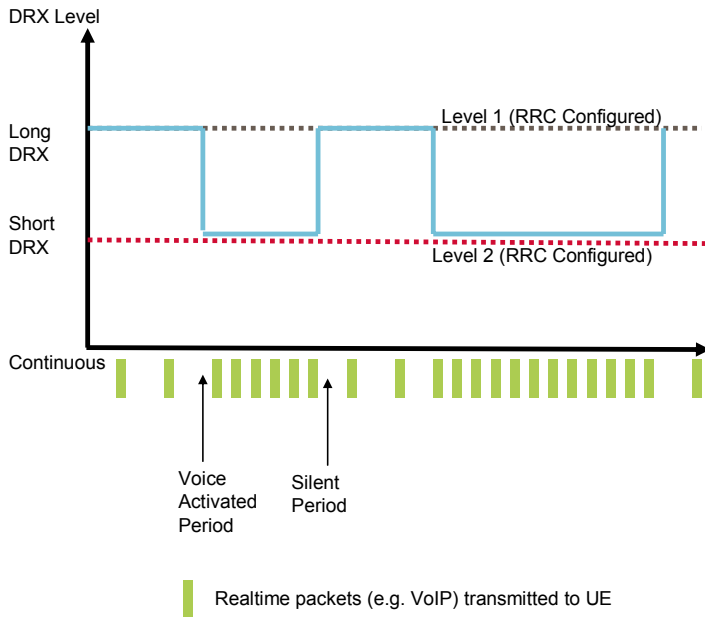 DRX Level
Level 1 (RRC Configured)
Long
DRX
Short
DRX
Level 2 (RRC Configured)
Continuous
Voice
Activated
Period
Silent
Period
Realtime packets (e.g. VoIP) transmitted to UE